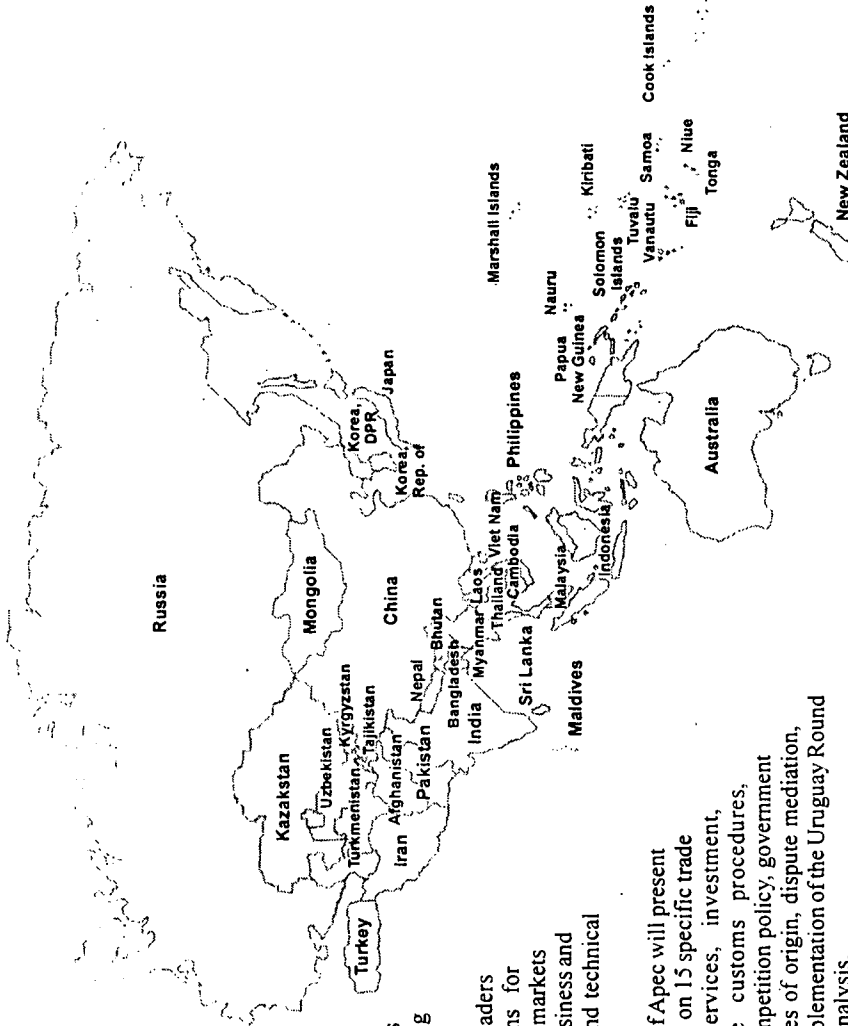 s
g
aders
ns for
markets
siness and
nd technical
f Apec will present
on 15 specific trade
ervices, investment,
customs procedures,
mpetition policy, government
es of origin, dispute mediation,
plementation of the Uruguay Round
nalysis
Russia
Kazakstan
Mongolia
Uzbekistan
Kyrgyzstan
Turkmenistan
Tajikistan
Turkey
Iran
Afghanistan
Pakistan
China
Korea,
DPR
Korea,
Rep. of
Japan
Nepal
Bhutan
Bangladesh
India
Myanmar
Laos
Thailand
Viet Nam
Cambodia
Philippines
Sri Lanka
Maldives
Malaysia
Indonesia
Marshall Islands
Nauru
Papua
New Guinea
Kiribati
Solomon
Islands
Tuvalu
Vanautu
Samoa
Cook Islands
Fiji
Niue
Tonga
Australia
New Zealand